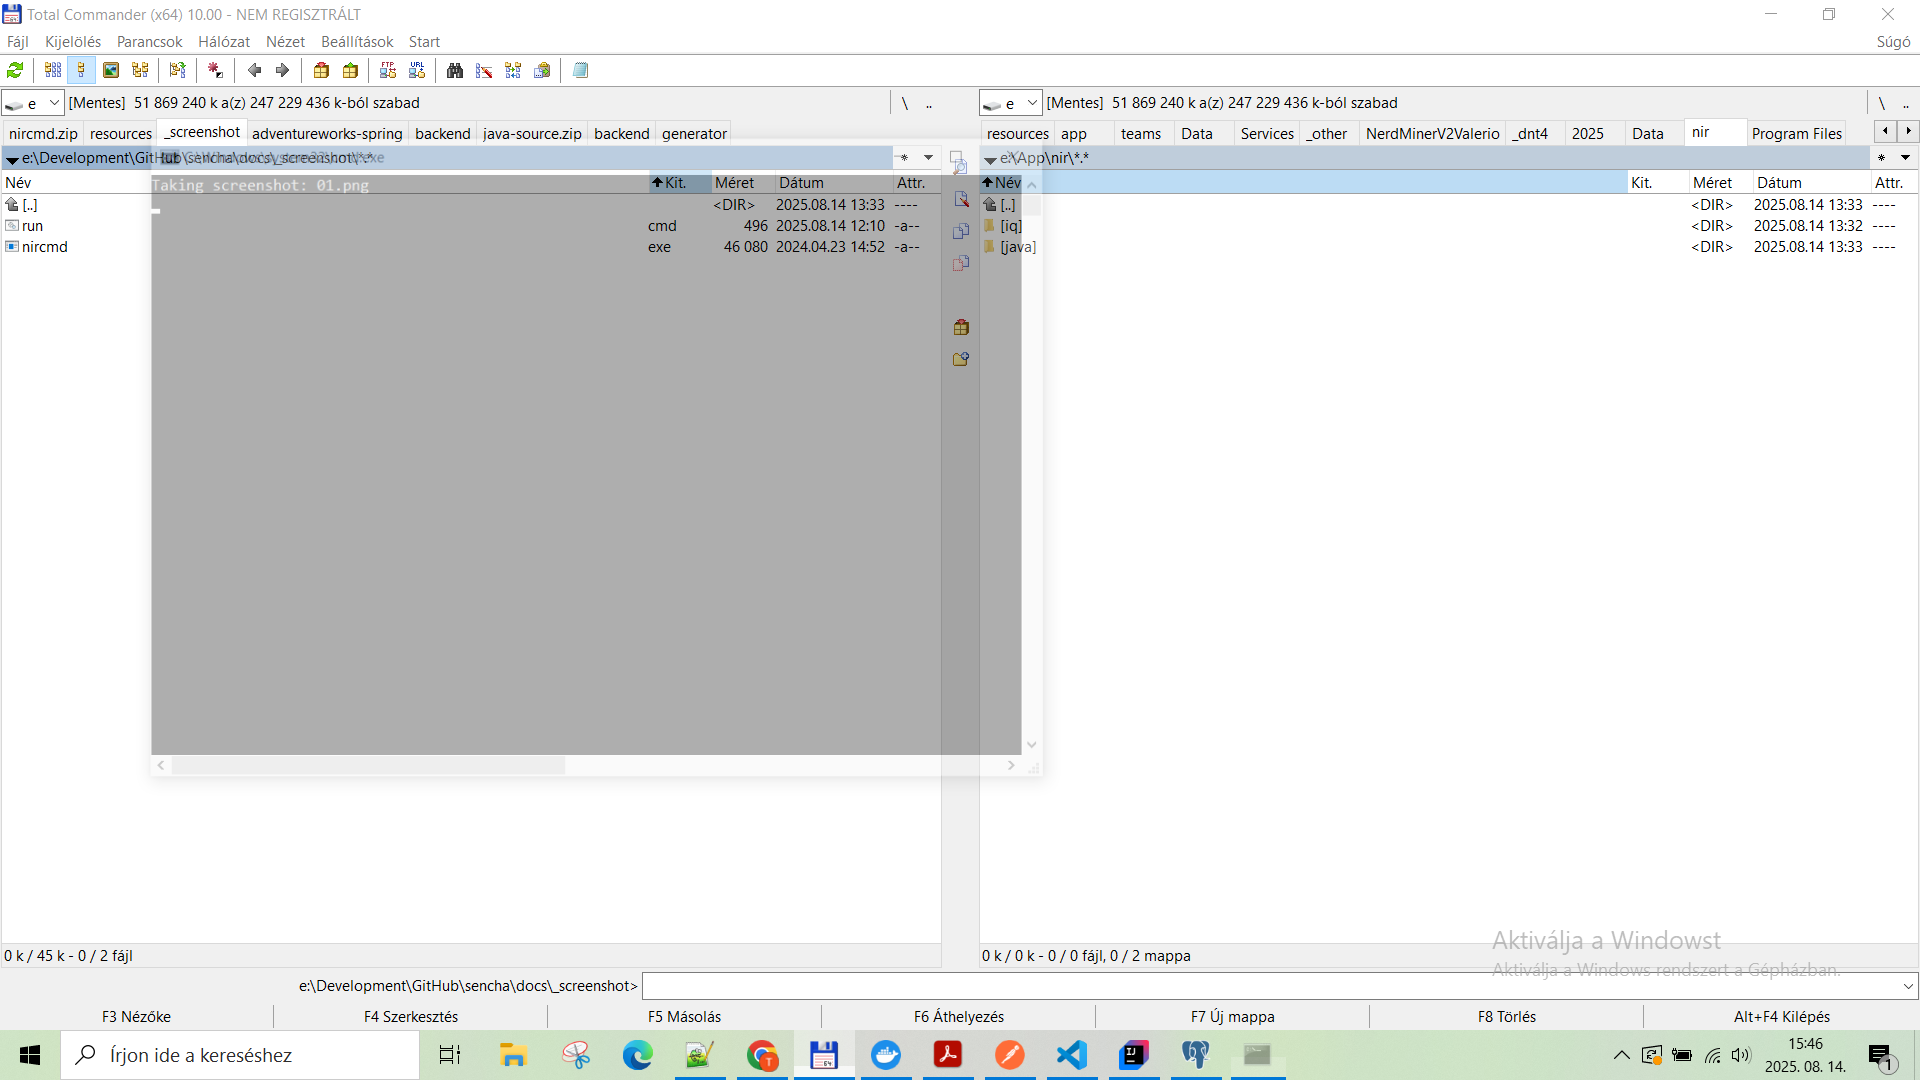 Total Commander (x64) 10.00 - NEM REGISZTRÁLT
Fájl Kijelölés Parancsok Hálózat Nézet Beállítások Start Súgó
FTP URL
e [Mentes] 51 869 240 k a(z) 247 229 436 k-ból szabad \ ..
e [Mentes] 51 869 240 k a(z) 247 229 436 k-ból szabad \ ..
nircmd.zip resources _screenshot adventureworks-spring backend java-source.zip backend generator
resources app teams Data Services _other NerdMinerV2Valerio _dnt4 2025 Data nir Program Files
e:\Development\GitHub\sencha\docs\_screenshot\*.* * 
C:\Windows\system32\cmd.exe
e:\App\nir\*.* *
Név Kit. Méret Dátum Attr.
[..] <DIR> 2025.08.14 13:33 ----
run cmd 496 2025.08.14 12:10 -a--
nircmd exe 46 080 2024.04.23 14:52 -a--
Taking screenshot: 01.png
Név Kit. Méret Dátum Attr.
[..] <DIR> 2025.08.14 13:33 ----
[iq] <DIR> 2025.08.14 13:32 ----
[java] <DIR> 2025.08.14 13:33 ----
0 k / 45 k - 0 / 2 fájl
0 k / 0 k - 0 / 0 fájl, 0 / 2 mappa
Aktiválja a Windowst
Aktiválja a Windows rendszert a Gépházban.
e:\Development\GitHub\sencha\docs\_screenshot>
F3 Nézőke F4 Szerkesztés F5 Másolás F6 Áthelyezés F7 Új mappa F8 Törlés Alt+F4 Kilépés
Írjon ide a kereséshez
15:46
2025. 08. 14.
1